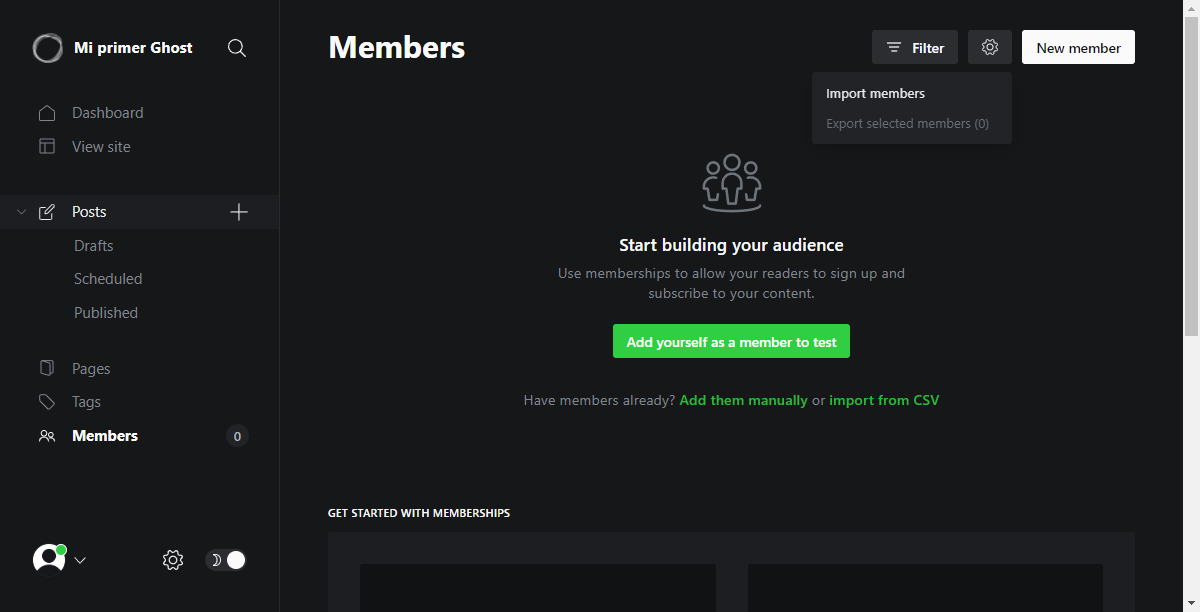 Mi primer Ghost
Dashboard
View site
Posts
Drafts
Scheduled
Published
Pages
Tags
Members
0
Members
Filter
New member
Import members
Export selected members (0)
Start building your audience
Use memberships to allow your readers to sign up and
subscribe to your content.
Add yourself as a member to test
Have members already? Add them manually or import from CSV
GET STARTED WITH MEMBERSHIPS